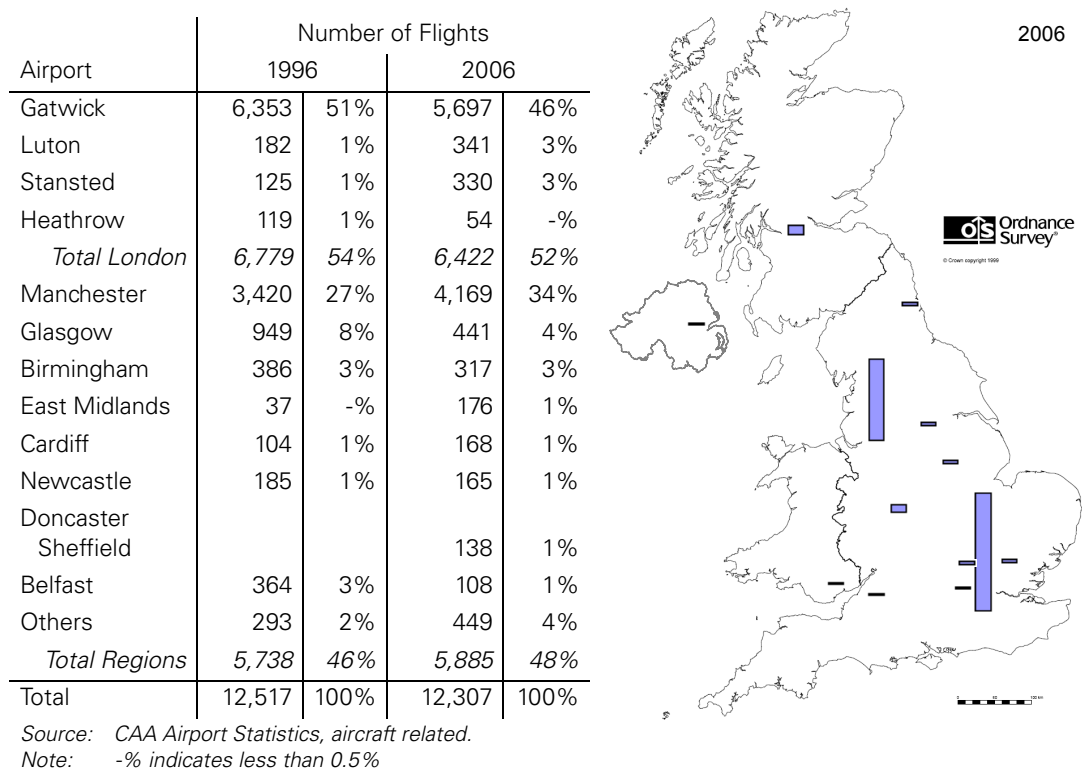 Number of Flights
Airport 1996 2006
Gatwick 6,353 51% 5,697 46%
Luton 182 1% 341 3%
Stansted 125 1% 330 3%
Heathrow 119 1% 54 -%
Total London 6,779 54% 6,422 52%
Manchester 3,420 27% 4,169 34%
Glasgow 949 8% 441 4%
Birmingham 386 3% 317 3%
East Midlands 37 -% 176 1%
Cardiff 104 1% 168 1%
Newcastle 185 1% 165 1%
Doncaster
Sheffield 138 1%
Belfast 364 3% 108 1%
Others 293 2% 449 4%
Total Regions 5,738 46% 5,885 48%
Total 12,517 100% 12,307 100%
Source: CAA Airport Statistics, aircraft related.
Note: -% indicates less than 0.5%
2006
OS Ordnance
Survey®
© Crown copyright 1999